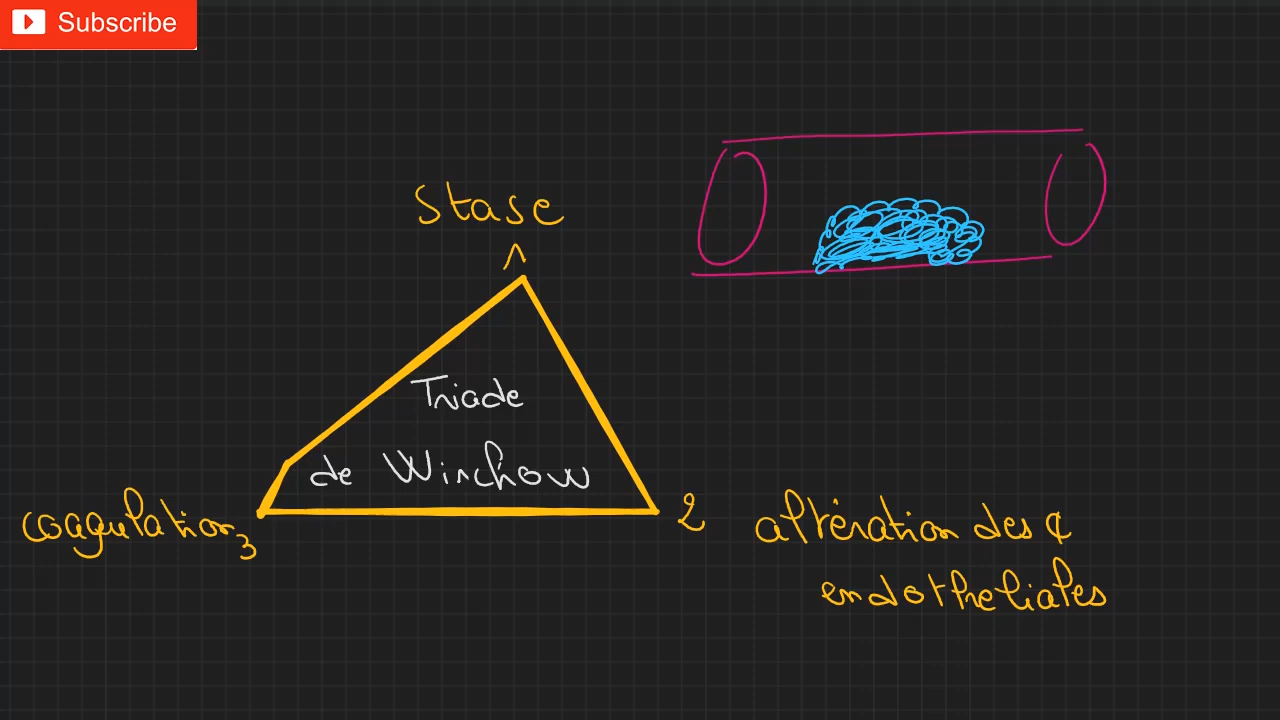 Subscribe
Stase
1
Triade
de Wirchow
coagulation 3
2 altération des ¢
endotheliales